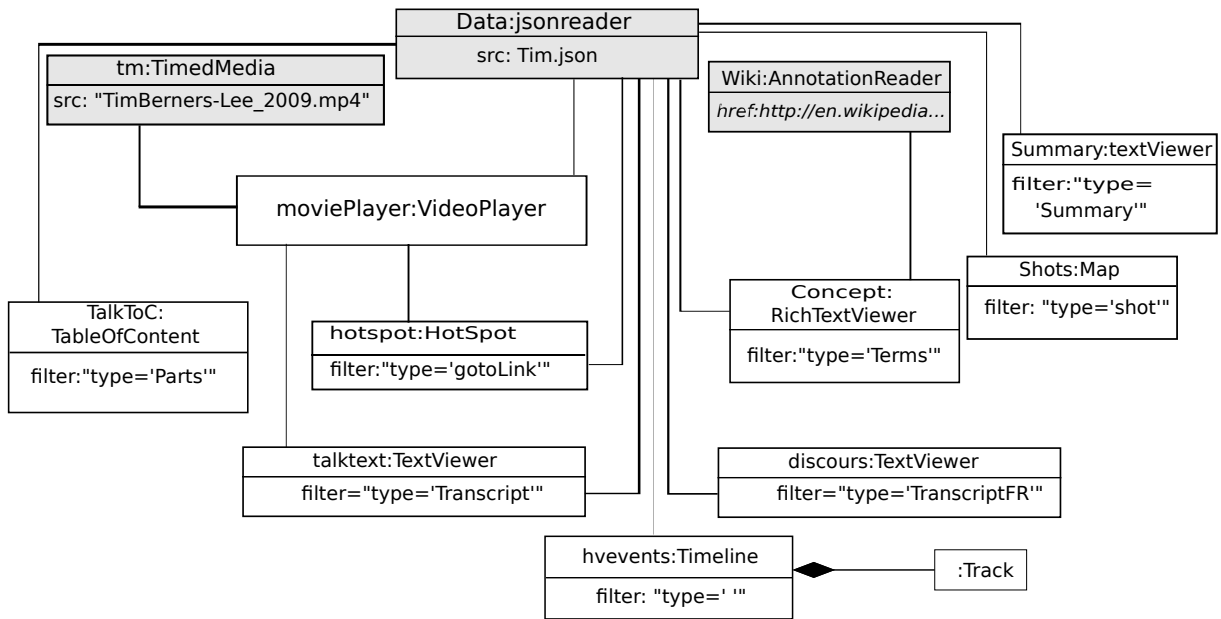 Data:jsonreader
src: Tim.json
tm:TimedMedia
src: "TimBerners-Lee_2009.mp4"
Wiki:AnnotationReader
href:http://en.wikipedia...
Summary:textViewer
filter:"type=
'Summary'"
moviePlayer:VideoPlayer
Shots:Map
filter: "type='shot'"
Concept:
RichTextViewer
filter:"type='Terms'"
TalkToC:
TableOfContent
filter:"type='Parts'"
hotspot:HotSpot
filter:"type='gotoLink'"
talktext:TextViewer
filter="type='Transcript'"
discours:TextViewer
filter="type='TranscriptFR'"
hvevents:Timeline
filter: "type=' '"
:Track